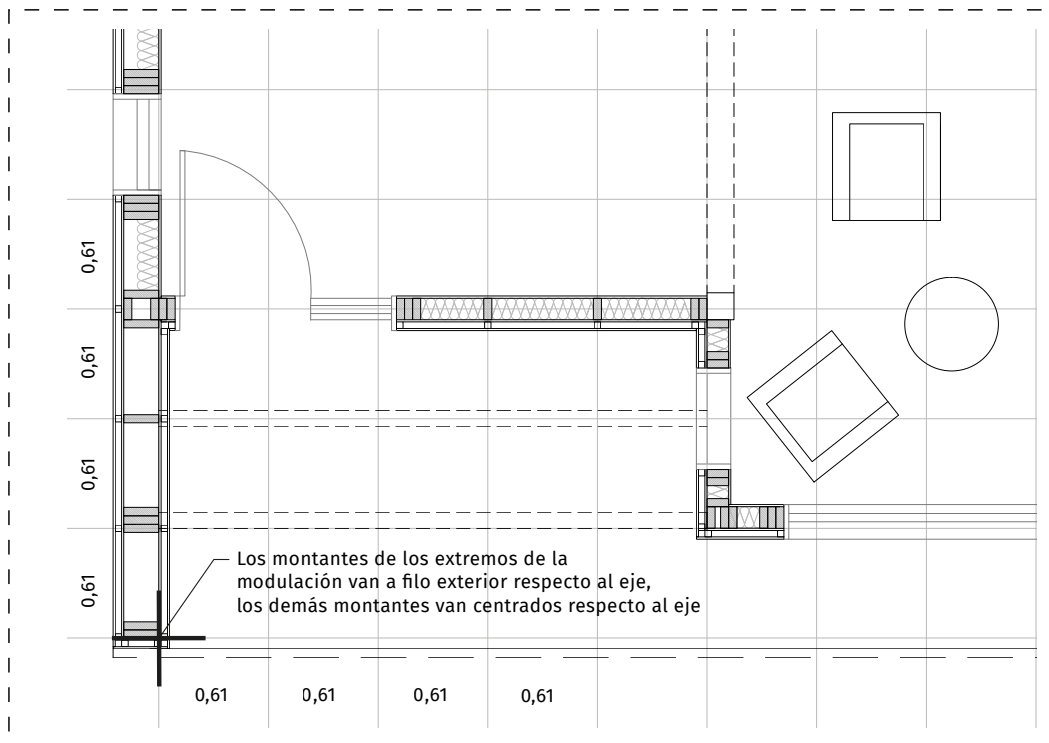 0,61
0,61
0,61
0,61
Los montantes de los extremos de la
modulación van a filo exterior respecto al eje,
los demás montantes van centrados respecto al eje
0,61
0,61
0,61
0,61